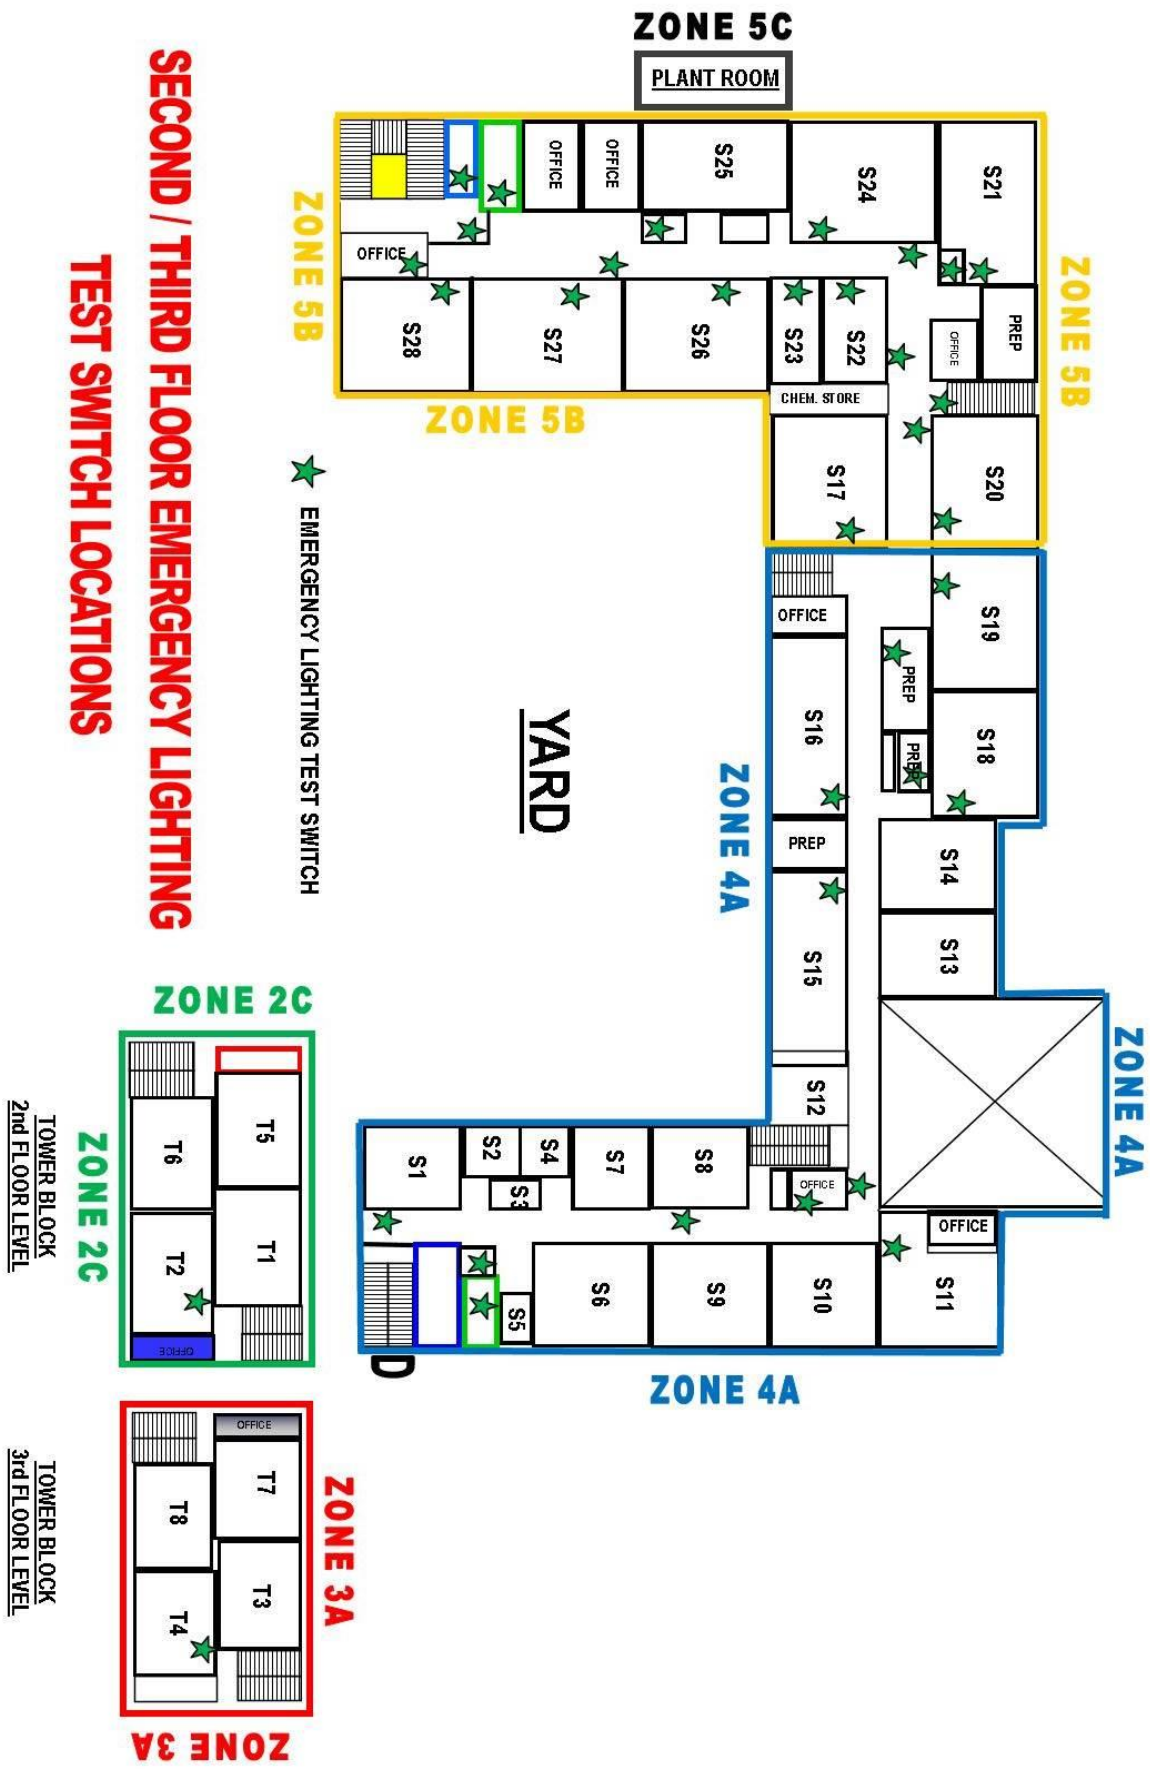 ZONE 5C
PLANT ROOM
SECOND / THIRD FLOOR EMERGENCY LIGHTING
TEST SWITCH LOCATIONS
EMERGENCY LIGHTING TEST SWITCH
ZONE 5B
ZONE 5B
ZONE 5B
OFFICE
OFFICE
S25
S24
S21
OFFICE
S28
S27
S26
S23
S22
OFFICE
PREP
CHEM. STORE
S17
S20
YARD
ZONE 4A
OFFICE
S19
PREP
S16
PREP
S18
PREP
S14
S15
S13
S12
ZONE 4A
S1
S2
S4
S3
S7
S8
OFFICE
OFFICE
S5
S6
S9
S10
S11
D
ZONE 4A
ZONE 2C
T5
T6
T1
T2
OFFICE
ZONE 2C
TOWER BLOCK
2nd FLOOR LEVEL
OFFICE
T7
T8
T3
T4
ZONE 3A
ZONE 3A
TOWER BLOCK
3rd FLOOR LEVEL